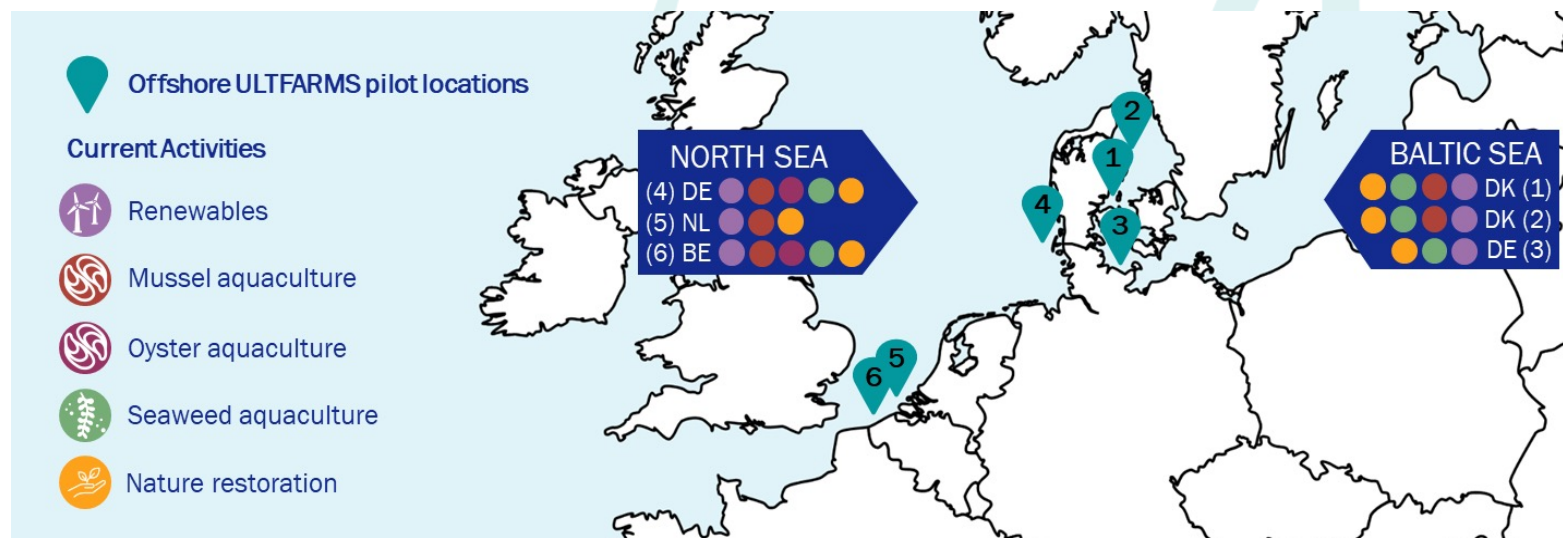 Offshore ULTFARMS pilot locations
Current Activities
Renewables
Mussel aquaculture
Oyster aquaculture
Seaweed aquaculture
Nature restoration
NORTH SEA
(4) DE
(5) NL
(6) BE
BALTIC SEA
DK (1)
DK (2)
DE (3)
2
1
4
3
5
6